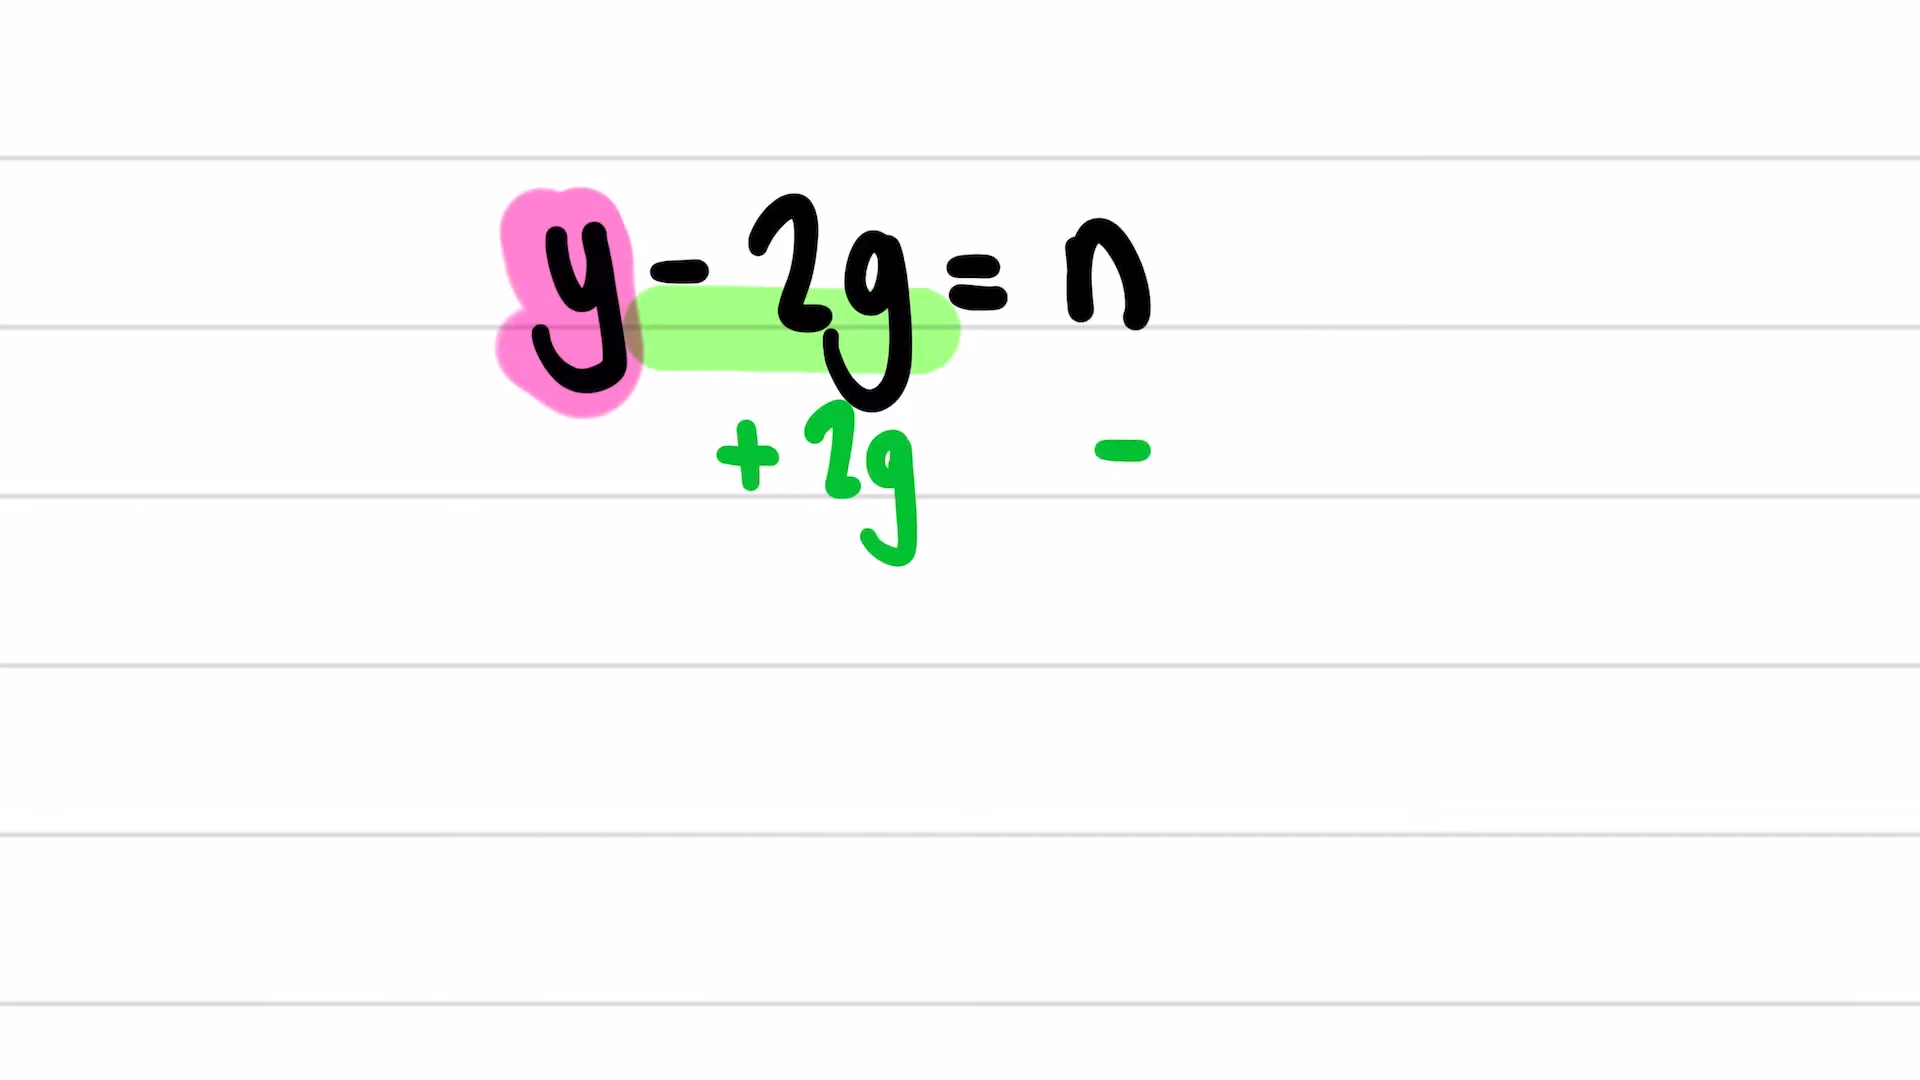 y - 2g = n
+ 2g -